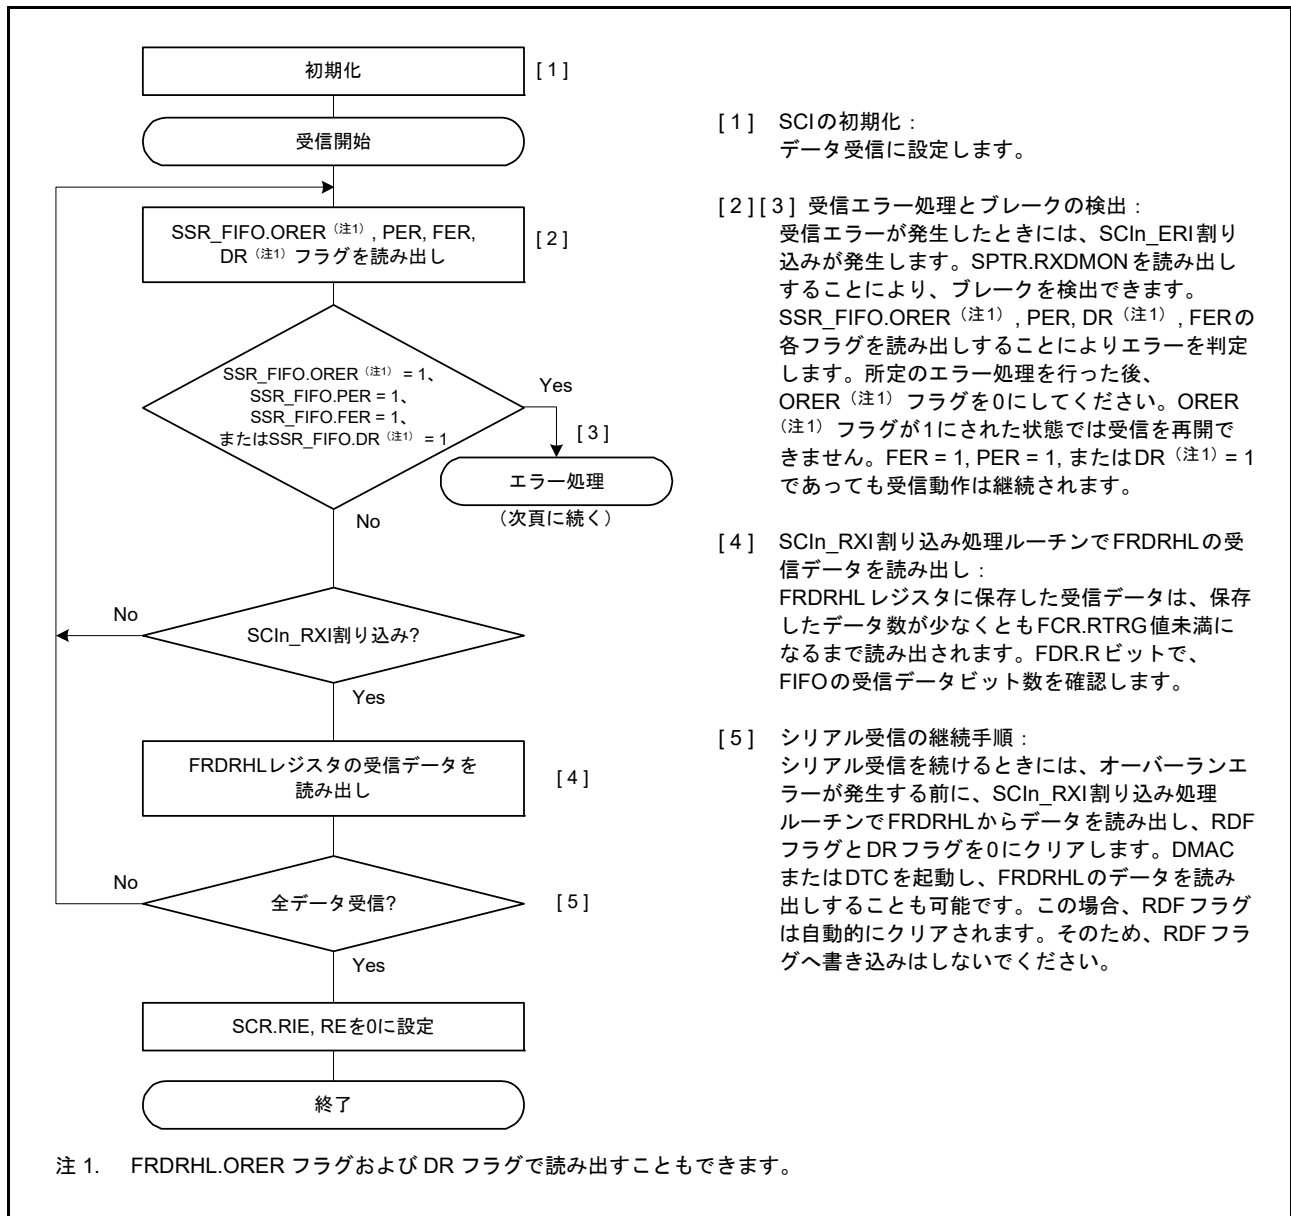 初期化
[ 1 ]
受信開始
SSR_FIFO.ORER（注1）, PER, FER,
DR（注1）フラグを読み出し
[ 2 ]
SSR_FIFO.ORER（注1）= 1、
SSR_FIFO.PER = 1、
SSR_FIFO.FER = 1、
またはSSR_FIFO.DR（注1）= 1
Yes
[ 3 ]
エラー処理
（次頁に続く）
No
No
SCIn_RXI割り込み?
Yes
FRDRHLレジスタの受信データを
読み出し
[ 4 ]
No
全データ受信?
[ 5 ]
Yes
SCR.RIE, REを0に設定
終了
[ 1 ] SCIの初期化：
データ受信に設定します。
[ 2 ][ 3 ] 受信エラー処理とブレークの検出：
受信エラーが発生したときには、SCIn_ERI割り
込みが発生します。SPTR.RXDMONを読み出し
することにより、ブレークを検出できます。
SSR_FIFO.ORER（注1）, PER, DR（注1）, FERの
各フラグを読み出しすることによりエラーを判定
します。所定のエラー処理を行った後、
ORER（注1）フラグを0にしてください。ORER
（注1）フラグが1にされた状態では受信を再開で
きません。FER = 1, PER = 1, またはDR（注1）= 1
であっても受信動作は継続されます。
[ 4 ] SCIn_RXI割り込み処理ルーチンでFRDRHLの受
信データを読み出し：
FRDRHLレジスタに保存した受信データは、保存
したデータ数が少なくともFCR.RTRG値未満に
なるまで読み出されます。FDR.Rビットで、
FIFOの受信データビット数を確認します。
[ 5 ] シリアル受信の継続手順：
シリアル受信を続けるときには、オーバーランエ
ラーが発生する前に、SCIn_RXI割り込み処理
ルーチンでFRDRHLからデータを読み出し、RDF
フラグとDRフラグを0にクリアします。DMAC
またはDTCを起動し、FRDRHLのデータを読み
出しすることも可能です。この場合、RDFフラグ
は自動的にクリアされます。そのため、RDFフラ
グへ書き込みはしないでください。
注 1. FRDRHL.ORER フラグおよび DR フラグで読み出すこともできます。